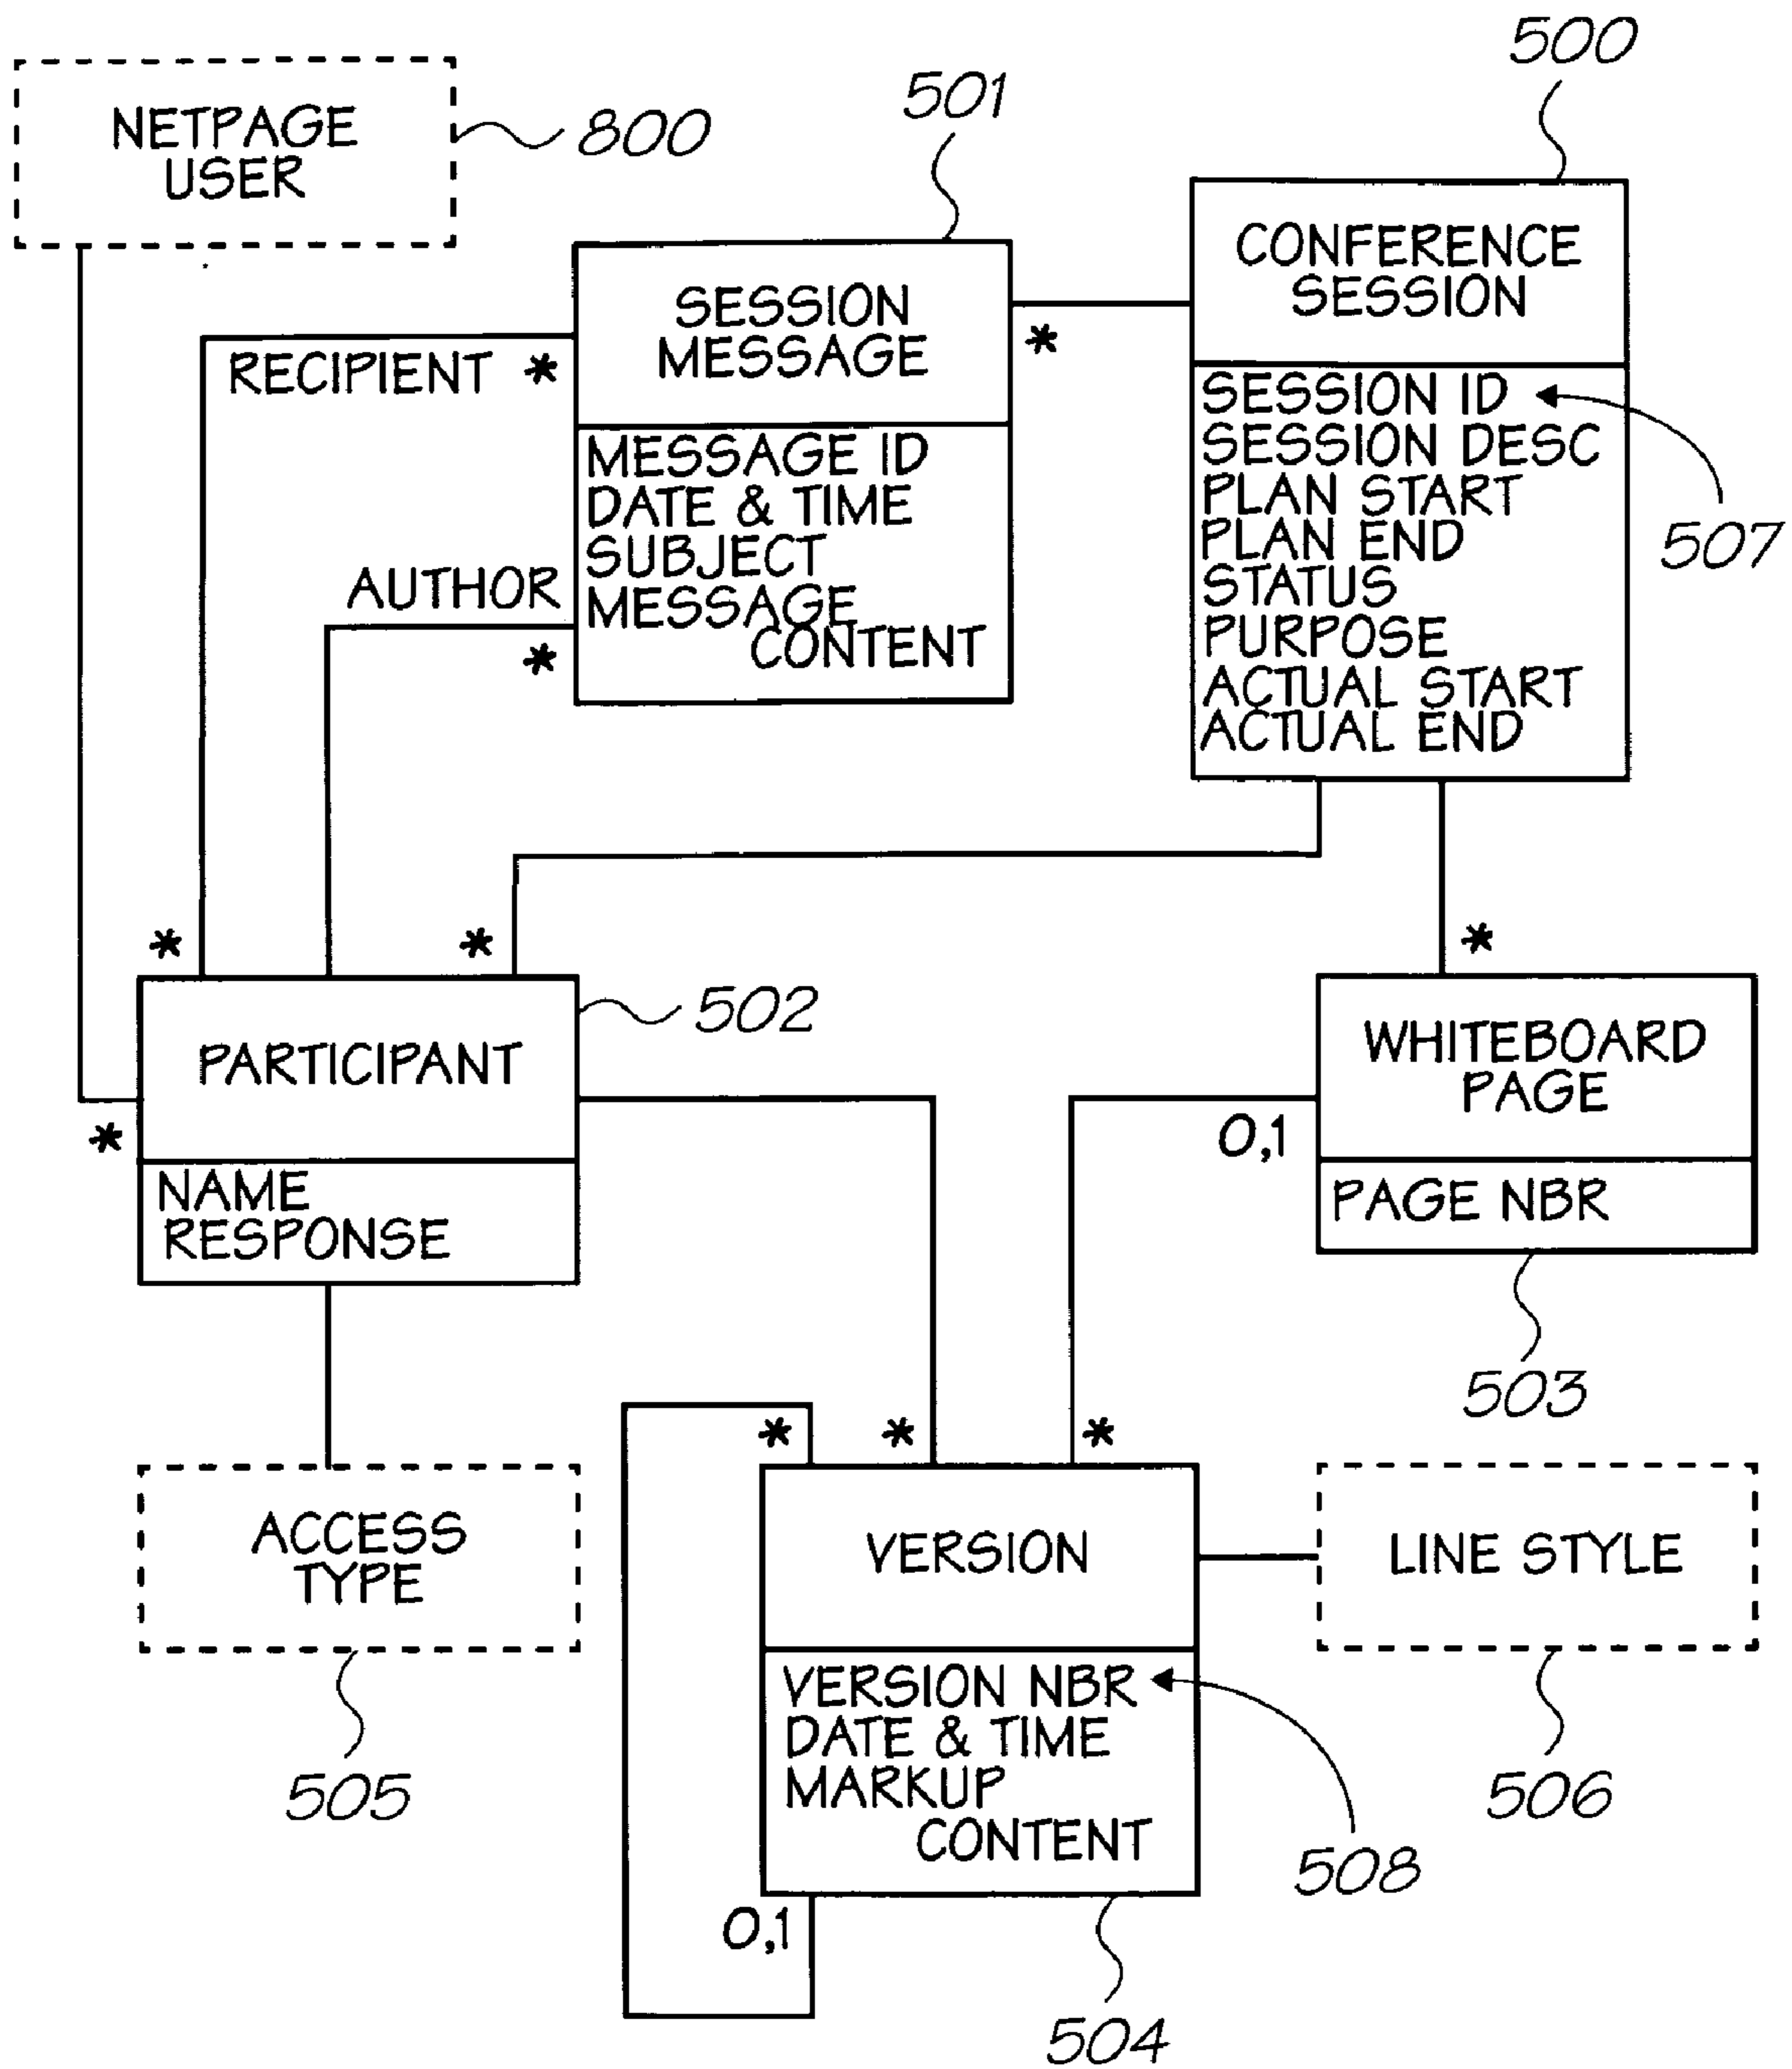 500
501
NETPAGE
USER
800
CONFERENCE
SESSION
SESSION
MESSAGE
*
RECIPIENT *
SESSION ID
SESSION DESC
PLAN START
PLAN END
STATUS
PURPOSE
ACTUAL START
ACTUAL END
507
MESSAGE ID
DATE & TIME
SUBJECT
MESSAGE
CONTENT
AUTHOR
*
*
*
*
502
PARTICIPANT
*
NAME
RESPONSE
WHITEBOARD
PAGE
0,1
PAGE NBR
503
*
*
*
ACCESS
TYPE
505
VERSION
LINE STYLE
506
VERSION NBR
DATE & TIME
MARKUP
CONTENT
508
0,1
504